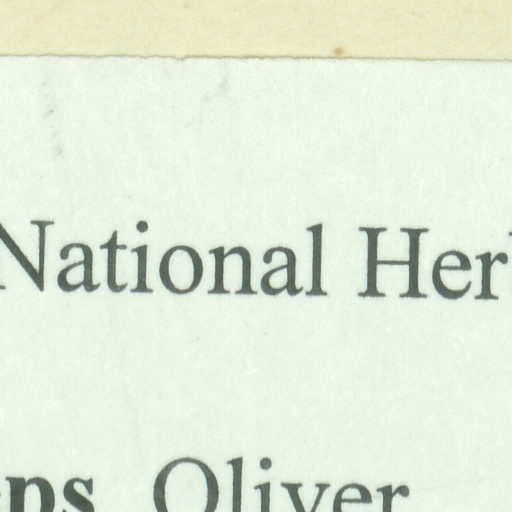 National Her
ps Oliver